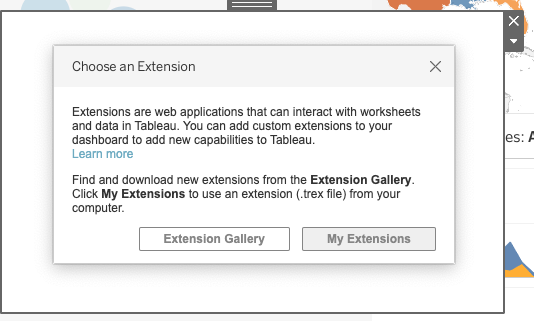 Choose an Extension
Extensions are web applications that can interact with worksheets
and data in Tableau. You can add custom extensions to your
dashboard to add new capabilities to Tableau.
Learn more
Find and download new extensions from the Extension Gallery.
Click My Extensions to use an extension (.trex file) from your
computer.
Extension Gallery
My Extensions
es: A